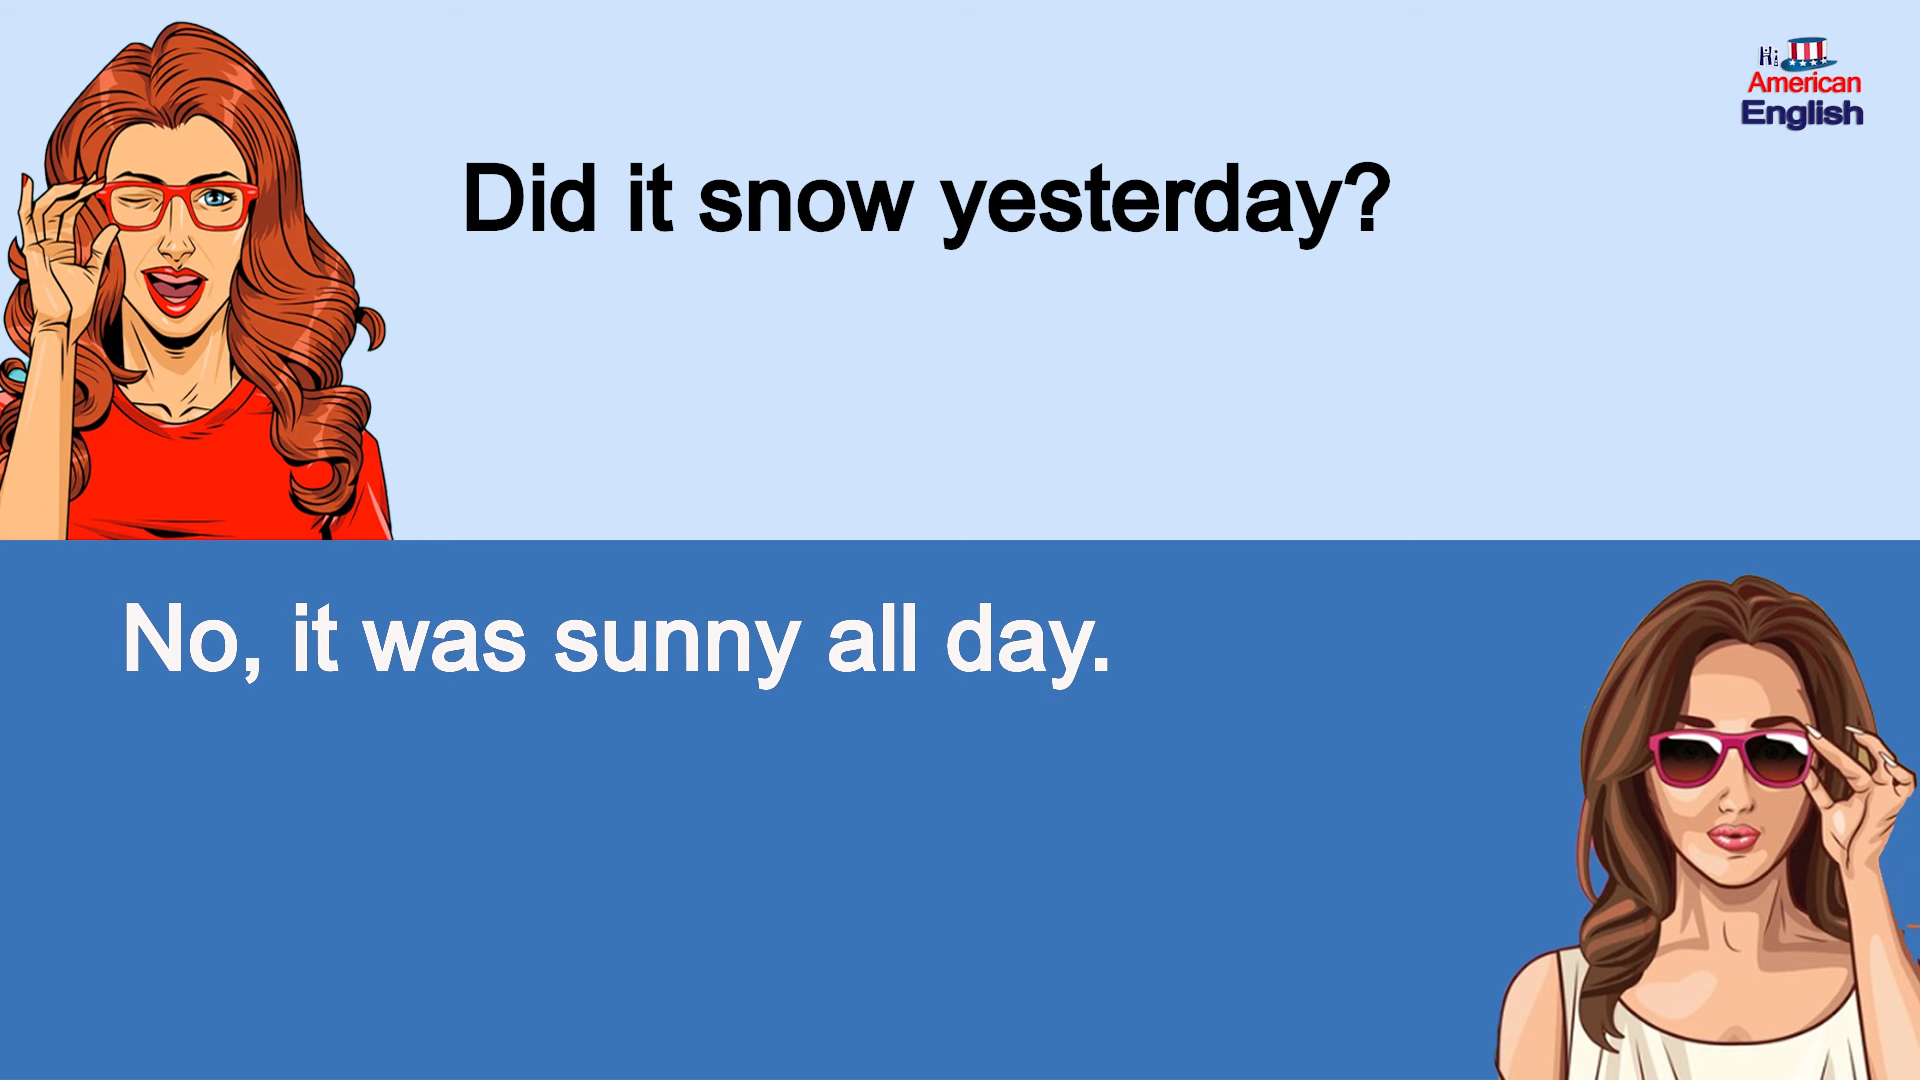 Hi
American
English
Did it snow yesterday?
No, it was sunny all day.